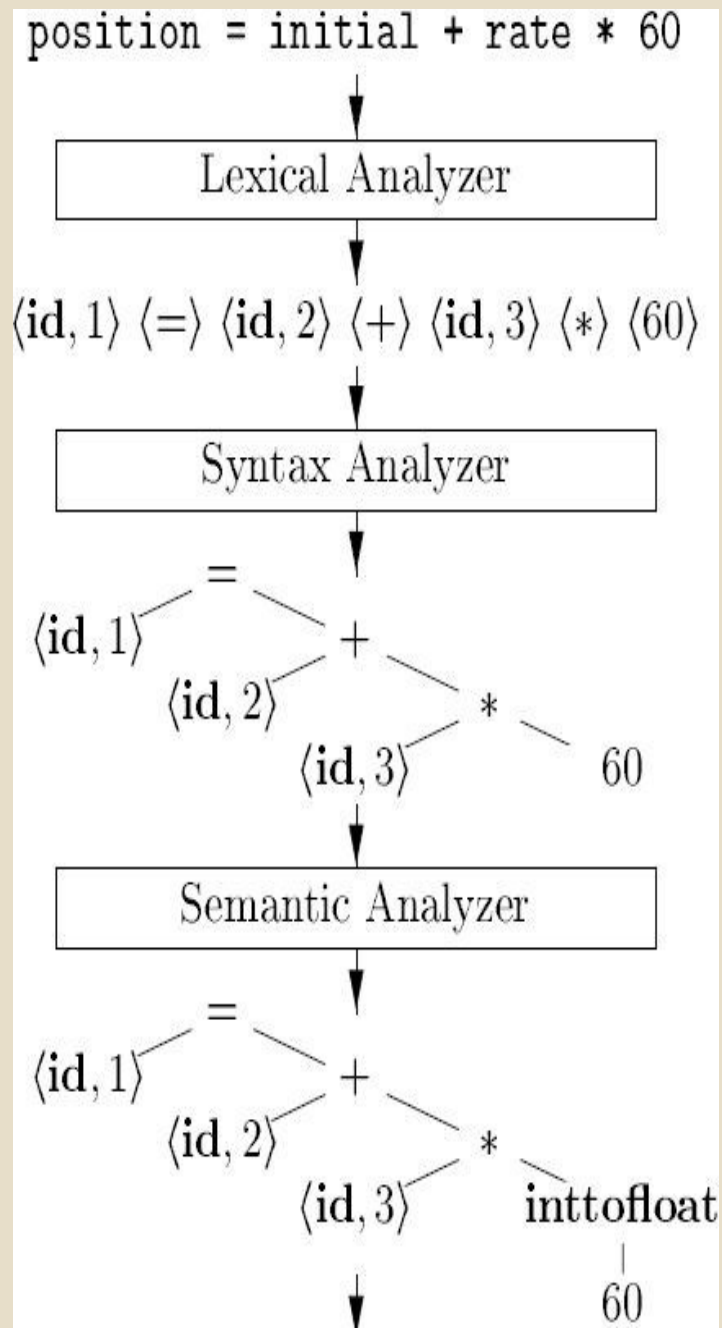 position = initial + rate * 60
Lexical Analyzer
⟨id, 1⟩ ⟨=⟩ ⟨id, 2⟩ ⟨+⟩ ⟨id, 3⟩ ⟨*⟩ ⟨60⟩
Syntax Analyzer
=
⟨id, 1⟩ +
⟨id, 2⟩ *
⟨id, 3⟩ 60
Semantic Analyzer
=
⟨id, 1⟩ +
⟨id, 2⟩ *
⟨id, 3⟩ inttofloat
60